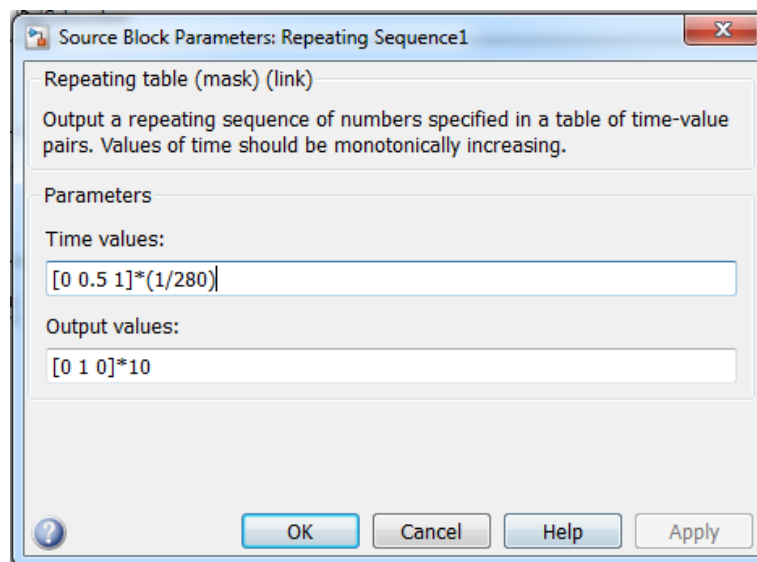 Source Block Parameters: Repeating Sequence1
Repeating table (mask) (link)
Output a repeating sequence of numbers specified in a table of time-value
pairs. Values of time should be monotonically increasing.
Parameters
Time values:
[0 0.5 1]*(1/280)
Output values:
[0 1 0]*10
OK Cancel Help Apply